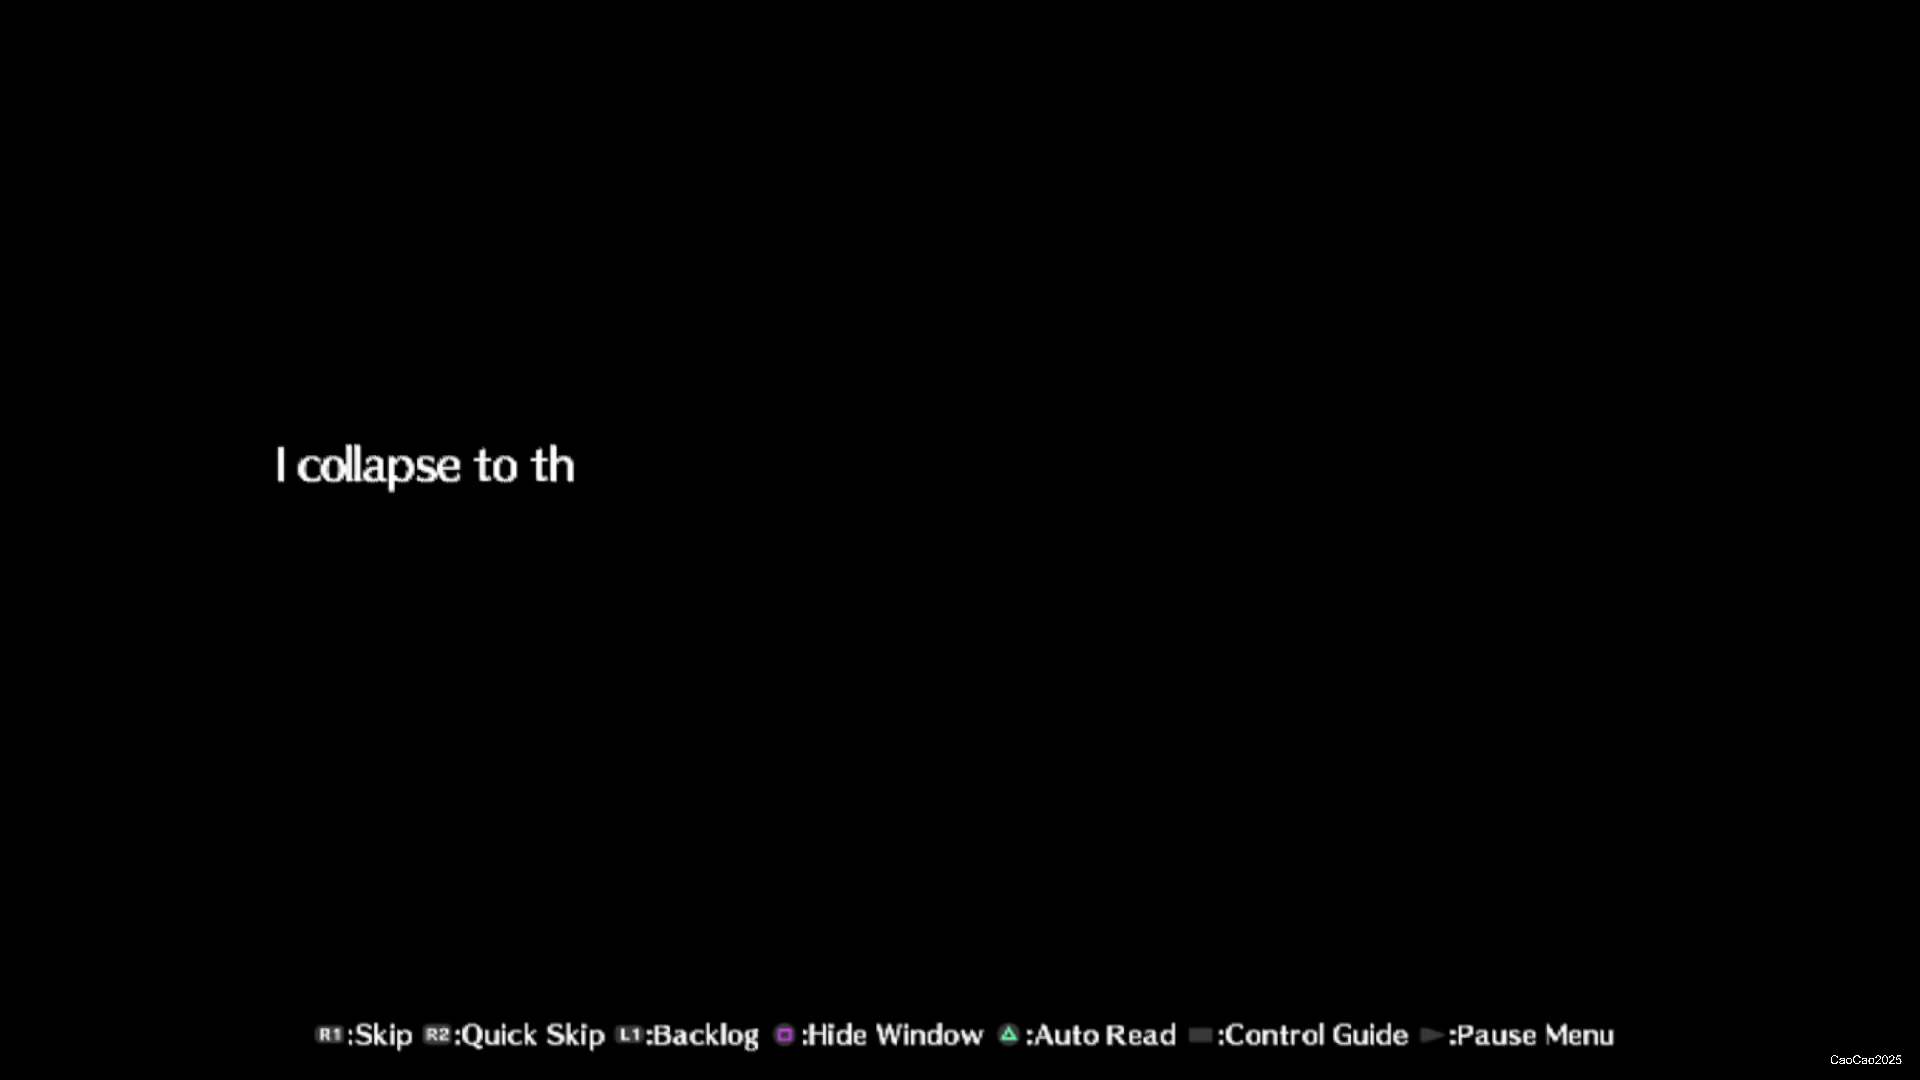 I collapse to th
R1:Skip R2:Quick Skip L1:Backlog :Hide Window :Auto Read :Control Guide :Pause Menu
CaoCao2025